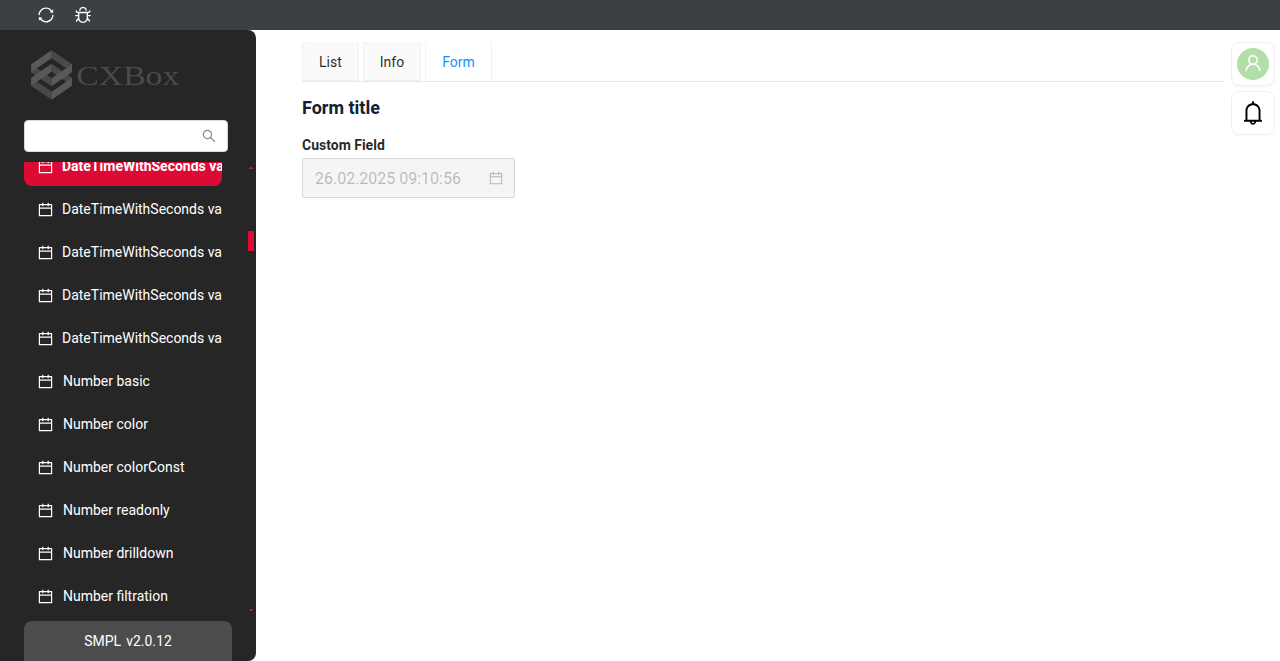 CXBox
DateTimeWithSeconds va
DateTimeWithSeconds va
DateTimeWithSeconds va
DateTimeWithSeconds va
DateTimeWithSeconds va
Number basic
Number color
Number colorConst
Number readonly
Number drilldown
Number filtration
SMPL v2.0.12
List Info Form
Form title
Custom Field
26.02.2025 09:10:56